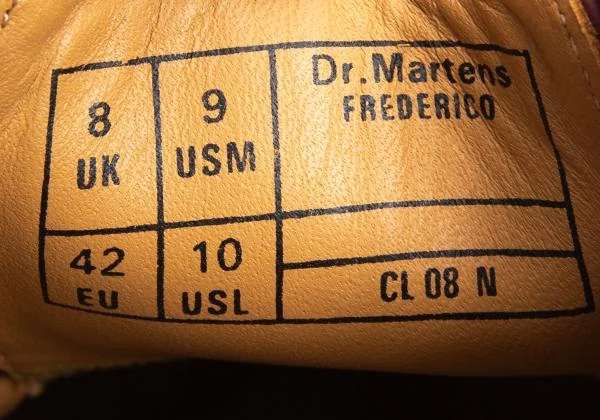 8
UK
9
USM
Dr.Martens
FREDERICO
42
EU
10
USL
CL 08 N